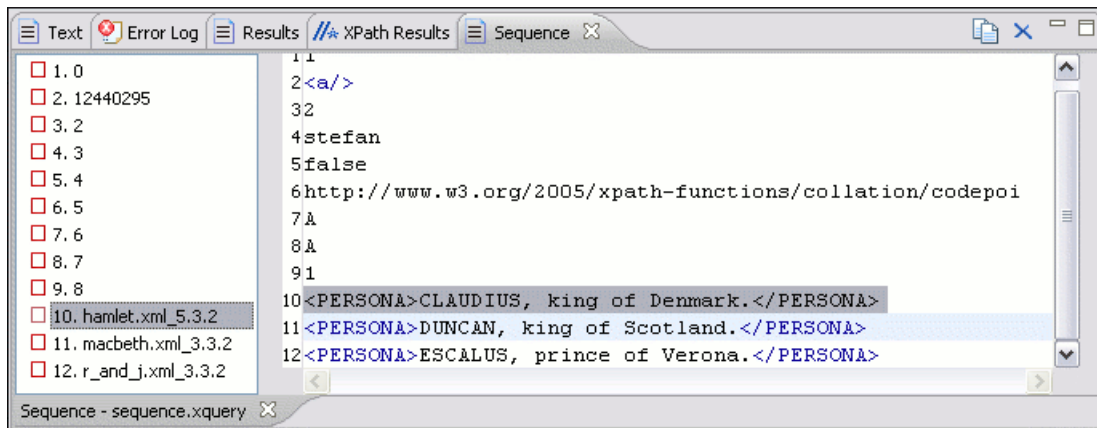 Text Error Log Results XPath Results Sequence
1. 0
2. 12440295
3. 2
4. 3
5. 4
6. 5
7. 6
8. 7
9. 8
10. hamlet.xml_5.3.2
11. macbeth.xml_3.3.2
12. r_and_j.xml_3.3.2
1 1
2 <a/>
3 2
4 stefan
5 false
6 http://www.w3.org/2005/xpath-functions/collation/codepoi
7 A
8 A
9 1
10 <PERSONA>CLAUDIUS, king of Denmark.</PERSONA>
11 <PERSONA>DUNCAN, king of Scotland.</PERSONA>
12 <PERSONA>ESCALUS, prince of Verona.</PERSONA>
Sequence - sequence.xquery